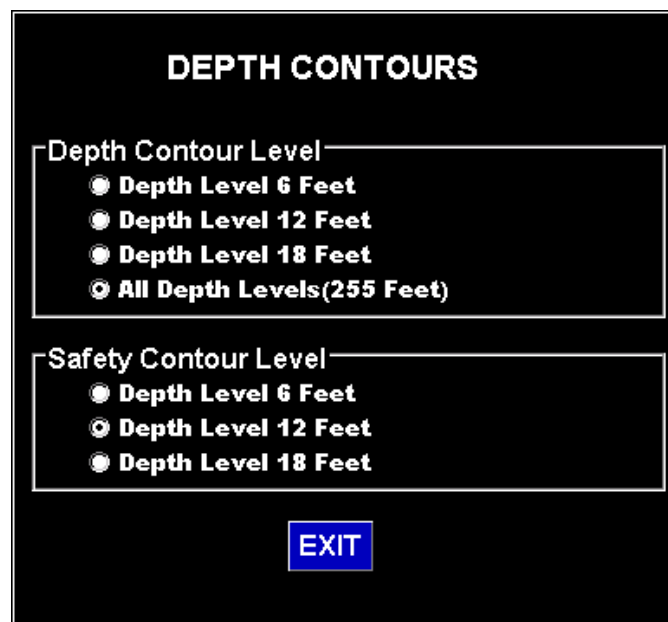 DEPTH CONTOURS
Depth Contour Level
Depth Level 6 Feet
Depth Level 12 Feet
Depth Level 18 Feet
All Depth Levels(255 Feet)
Safety Contour Level
Depth Level 6 Feet
Depth Level 12 Feet
Depth Level 18 Feet
EXIT